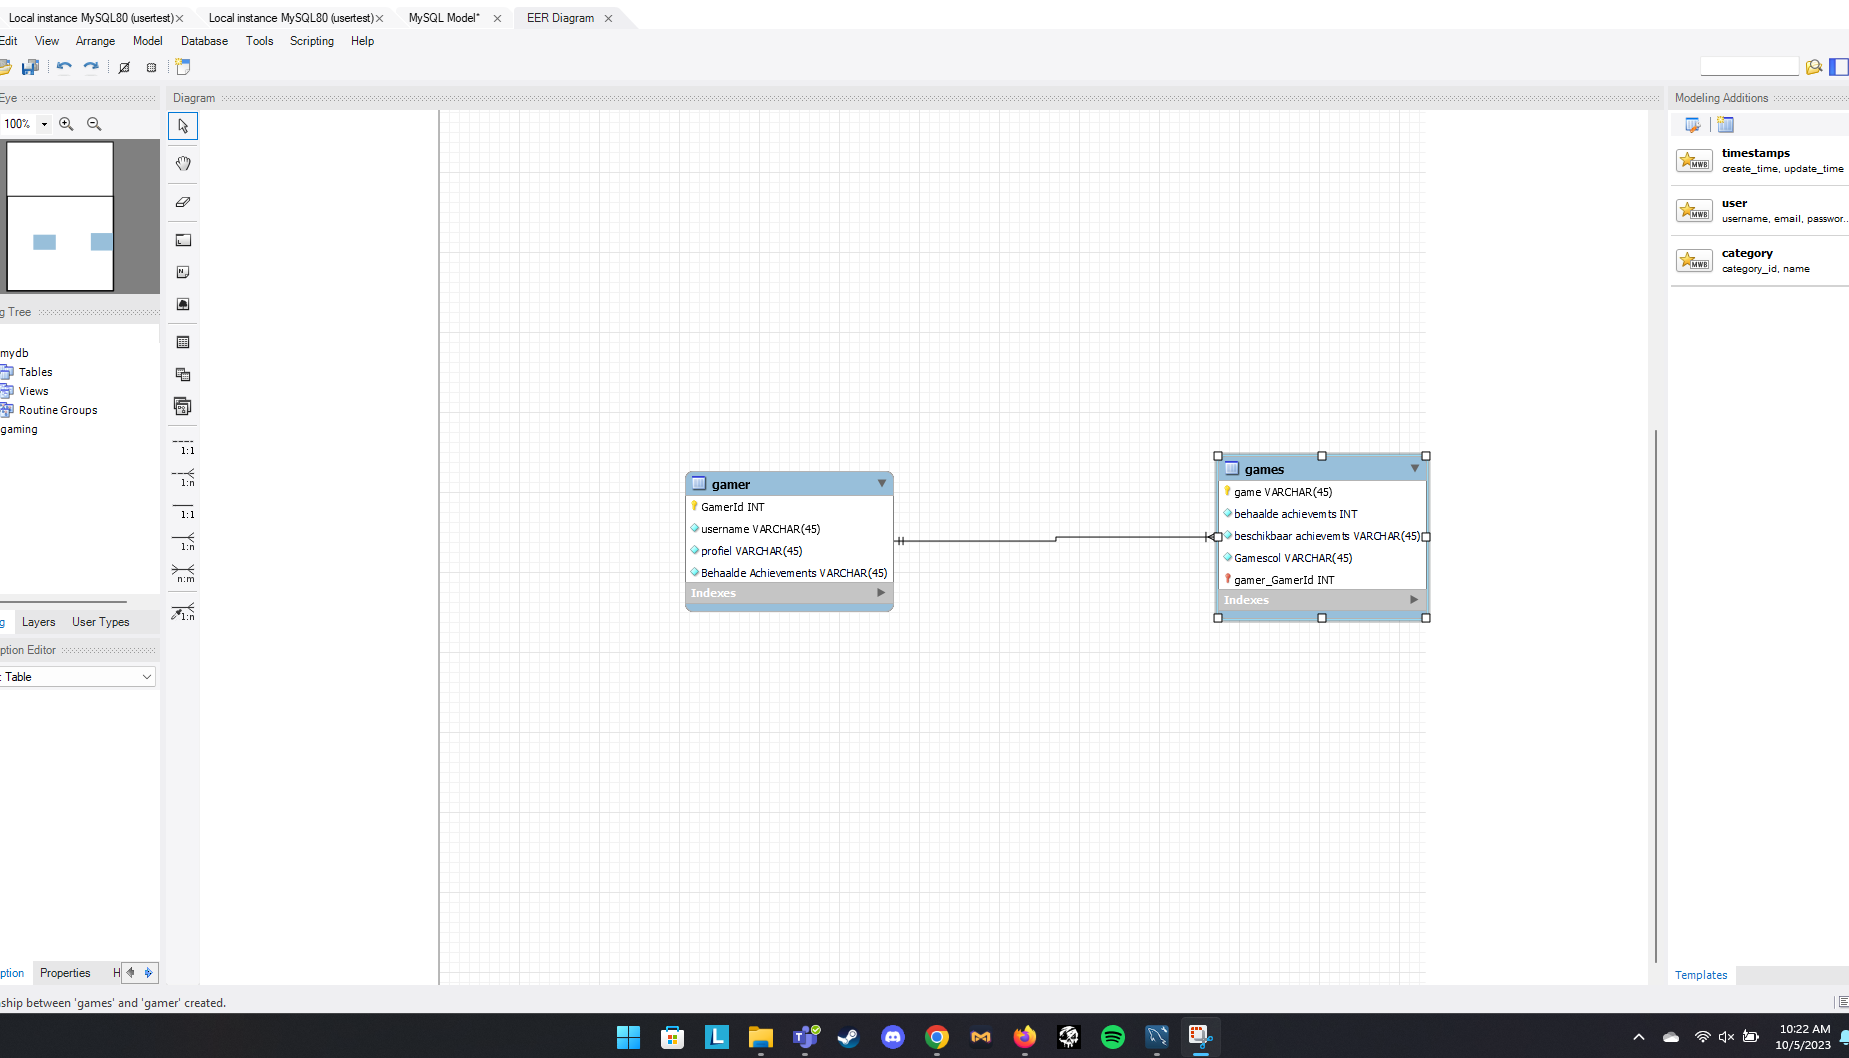 Local instance MySQL80 (usertest)
Local instance MySQL80 (usertest)
MySQL Model*
EER Diagram
Edit View Arrange Model Database Tools Scripting Help
Eye
Diagram
Modeling Additions
100%
timestamps
create_time, update_time
user
username, email, passwor..
category
category_id, name
g Tree
mydb
Tables
Views
Routine Groups
gaming
1:1
1:n
1:1
1:n
n:m
1:n
gamer
GamerId INT
username VARCHAR(45)
profiel VARCHAR(45)
Behaalde Achievements VARCHAR(45)
Indexes
games
game VARCHAR(45)
behaalde achievemts INT
beschikbaar achievemts VARCHAR(45)
Gamescol VARCHAR(45)
gamer_GamerId INT
Indexes
g Layers User Types
ption Editor
: Table
ption Properties H
Templates
ship between 'games' and 'gamer' created.
10:22 AM
10/5/2023